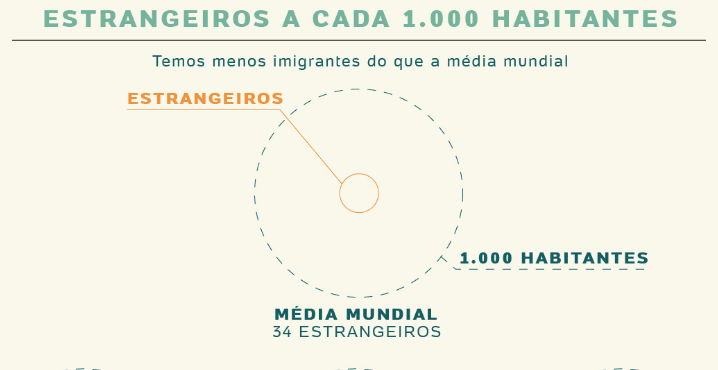 ESTRANGEIROS A CADA 1.000 HABITANTES
Temos menos imigrantes do que a média mundial
ESTRANGEIROS
1.000 HABITANTES
MÉDIA MUNDIAL
34 ESTRANGEIROS